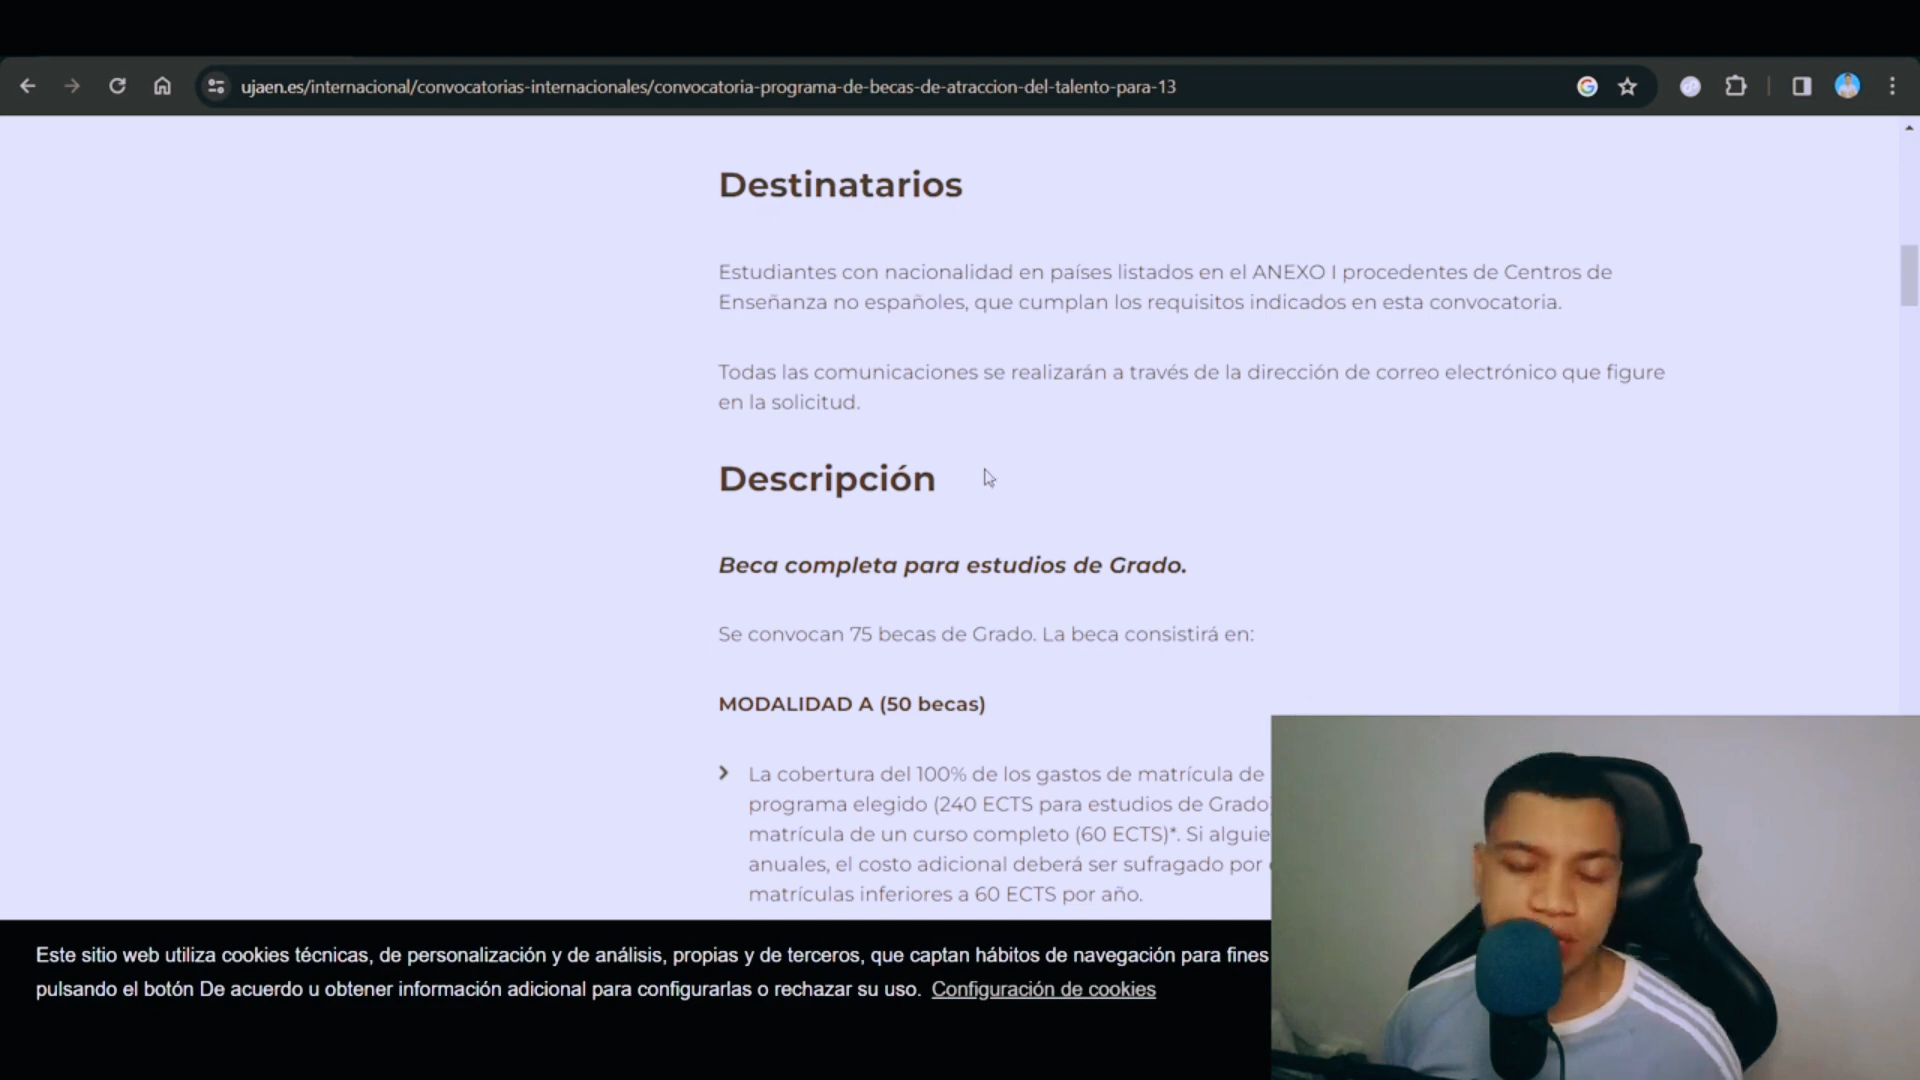 ujaen.es/internacional/convocatorias-internacionales/convocatoria-programa-de-becas-de-atraccion-del-talento-para-13
Destinatarios
Estudiantes con nacionalidad en países listados en el ANEXO I procedentes de Centros de
Enseñanza no españoles, que cumplan los requisitos indicados en esta convocatoria.
Todas las comunicaciones se realizarán a través de la dirección de correo electrónico que figure
en la solicitud.
Descripción
Beca completa para estudios de Grado.
Se convocan 75 becas de Grado. La beca consistirá en:
MODALIDAD A (50 becas)
La cobertura del 100% de los gastos de matrícula de
programa elegido (240 ECTS para estudios de Grado
matrícula de un curso completo (60 ECTS)*. Si alguie
anuales, el costo adicional deberá ser sufragado por
matrículas inferiores a 60 ECTS por año.
Este sitio web utiliza cookies técnicas, de personalización y de análisis, propias y de terceros, que captan hábitos de navegación para fines
pulsando el botón De acuerdo u obtener información adicional para configurarlas o rechazar su uso. Configuración de cookies